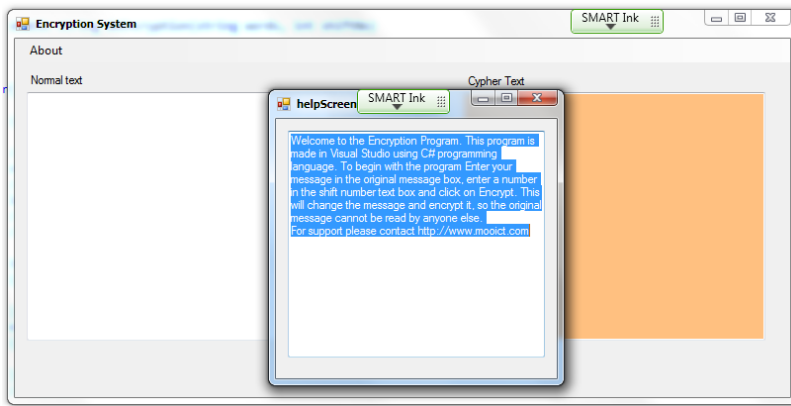 Encryption System
SMART Ink
About
Normal text
Cypher Text
helpScreen
SMART Ink
Welcome to the Encryption Program. This program is
made in Visual Studio using C# programming
language. To begin with the program Enter your
message in the original message box, enter a number
in the shift number text box and click on Encrypt. This
will change the message and encrypt it, so the original
message cannot be read by anyone else.
For support please contact http://www.mooict.com